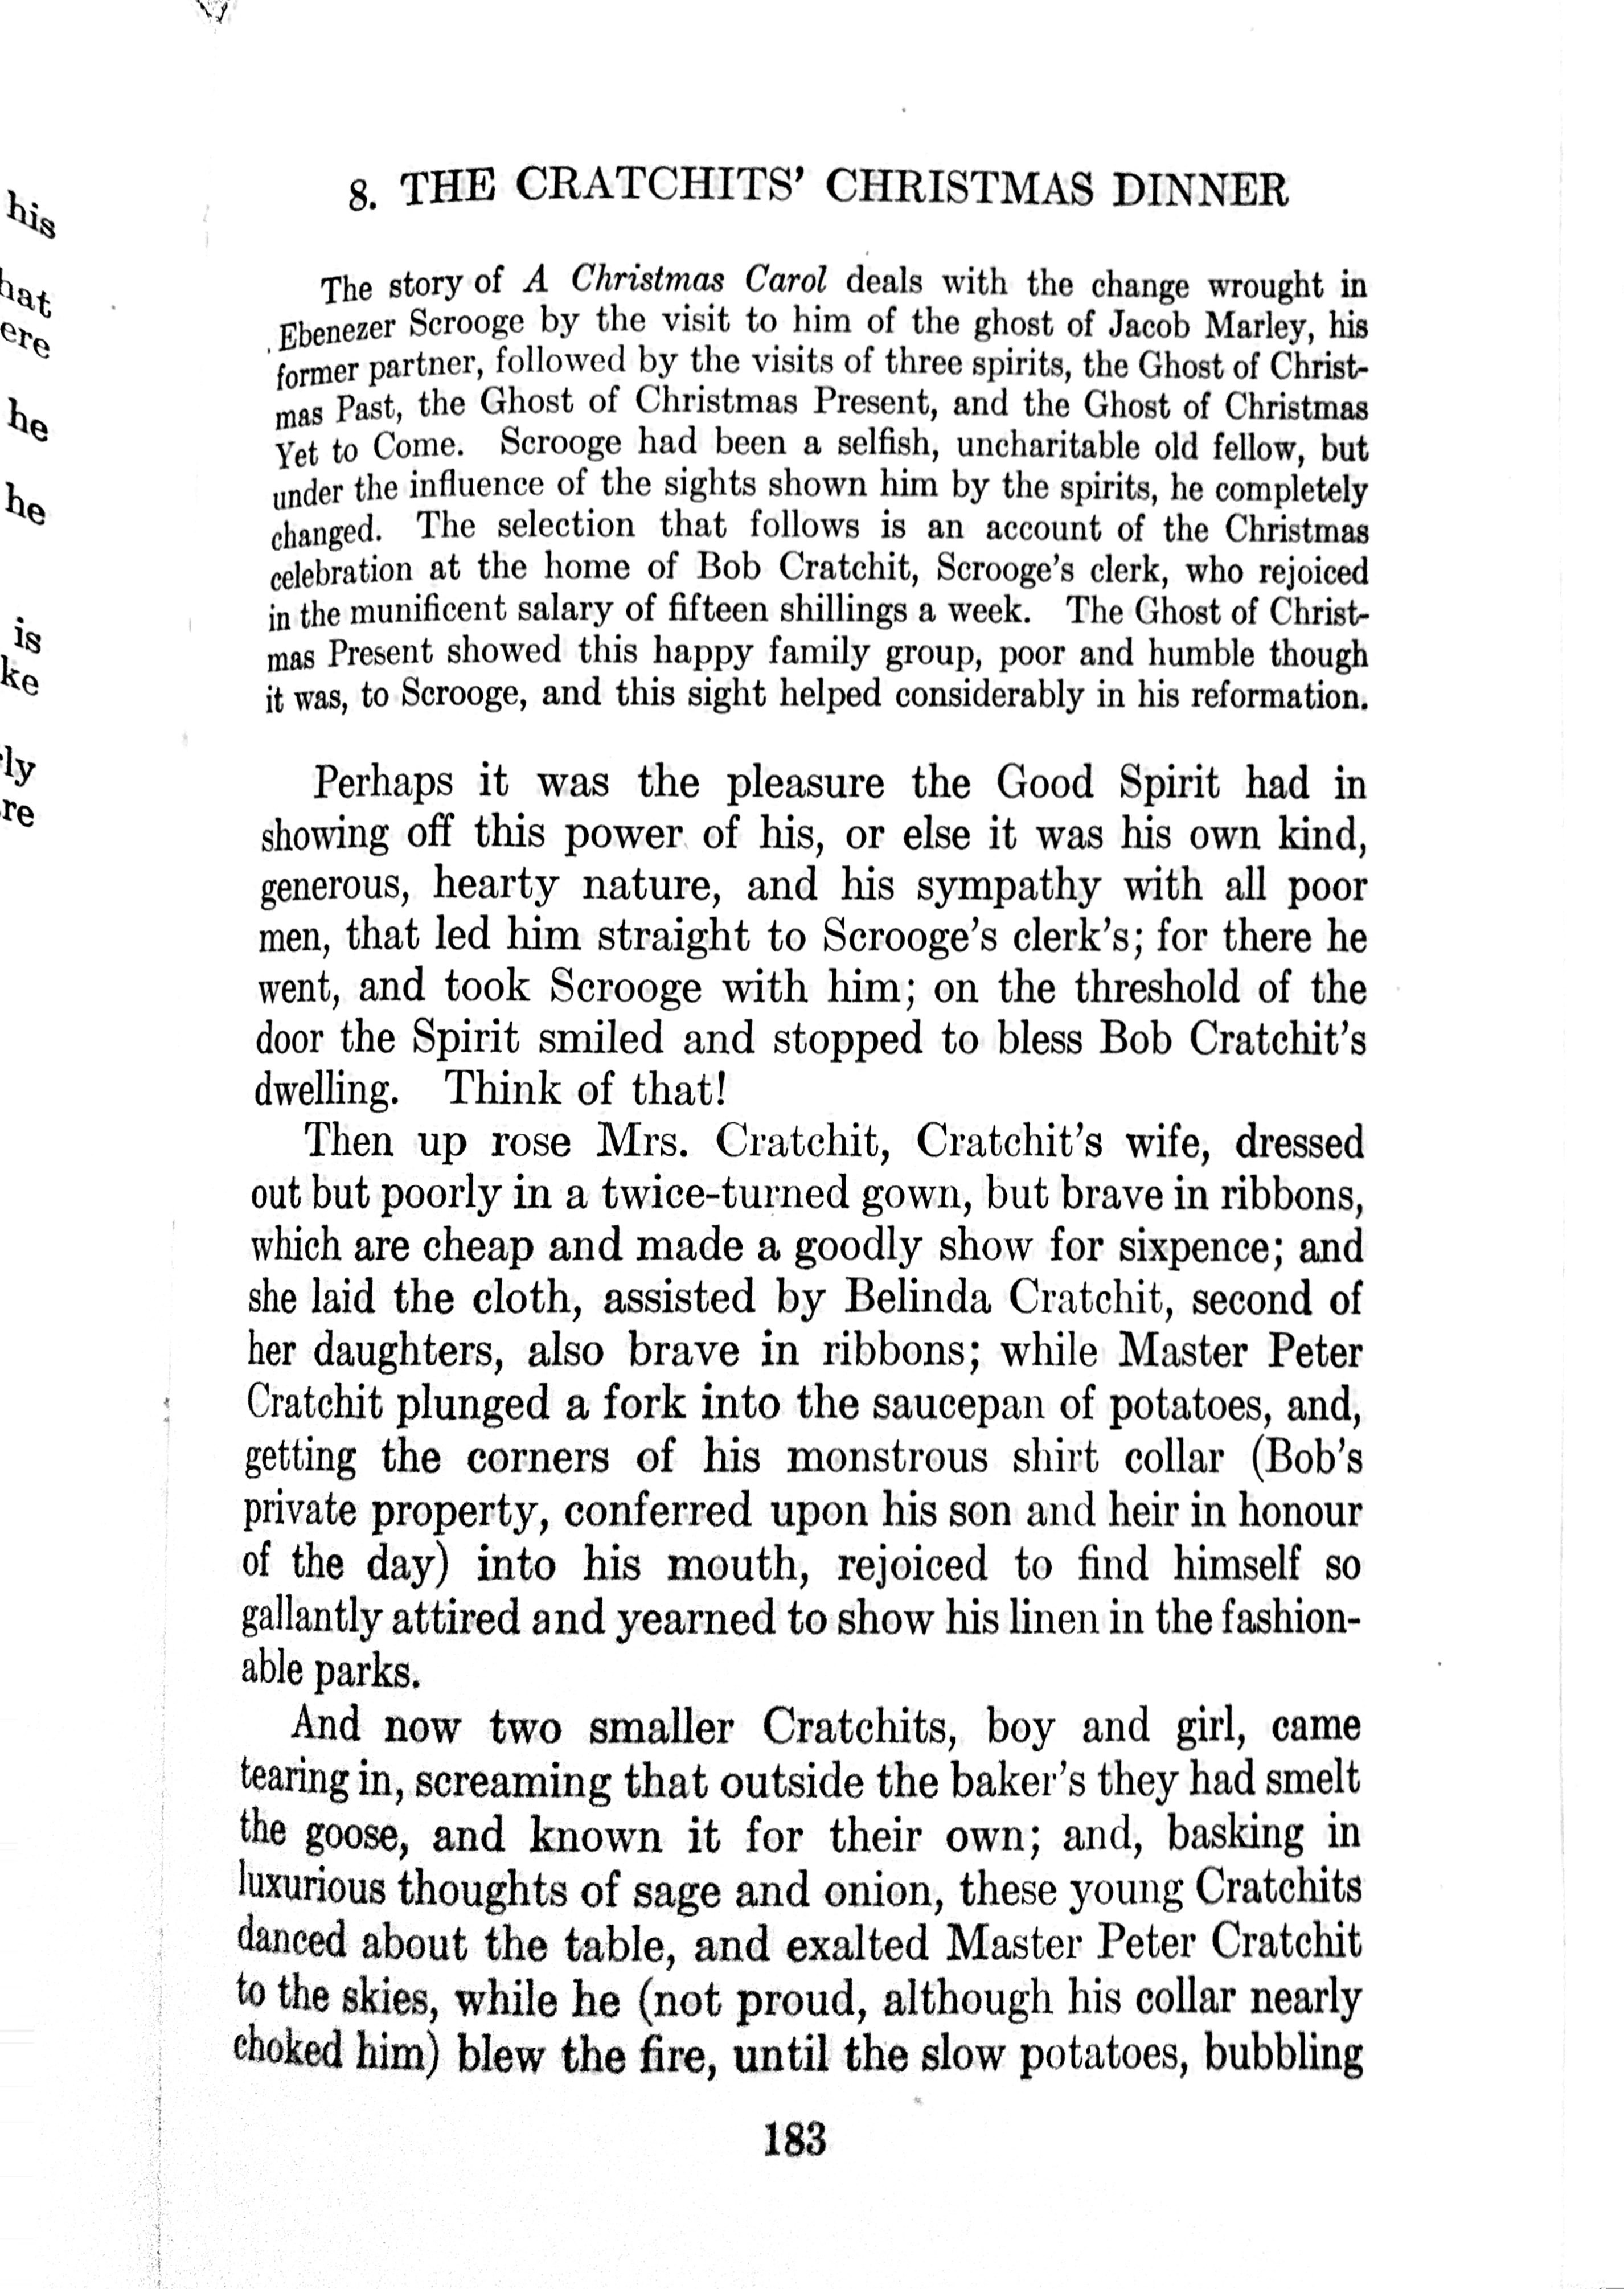 8. THE CRATCHITS' CHRISTMAS DINNER
The story of A Christmas Carol deals with the change wrought in
Ebenezer Scrooge by the visit to him of the ghost of Jacob Marley, his
former partner, followed by the visits of three spirits, the Ghost of Christ-
mas Past, the Ghost of Christmas Present, and the Ghost of Christmas
Yet to Come. Scrooge had been a selfish, uncharitable old fellow, but
under the influence of the sights shown him by the spirits, he completely
changed. The selection that follows is an account of the Christmas
celebration at the home of Bob Cratchit, Scrooge's clerk, who rejoiced
in the munificent salary of fifteen shillings a week. The Ghost of Christ-
mas Present showed this happy family group, poor and humble though
it was, to Scrooge, and this sight helped considerably in his reformation.
Perhaps it was the pleasure the Good Spirit had in
showing off this power of his, or else it was his own kind,
generous, hearty nature, and his sympathy with all poor
men, that led him straight to Scrooge's clerk's; for there he
went, and took Scrooge with him; on the threshold of the
door the Spirit smiled and stopped to bless Bob Cratchit's
dwelling. Think of that!
Then up rose Mrs. Cratchit, Cratchit's wife, dressed
out but poorly in a twice-turned gown, but brave in ribbons,
which are cheap and made a goodly show for sixpence; and
she laid the cloth, assisted by Belinda Cratchit, second of
her daughters, also brave in ribbons; while Master Peter
Cratchit plunged a fork into the saucepan of potatoes, and,
getting the corners of his monstrous shirt collar (Bob's
private property, conferred upon his son and heir in honour
of the day) into his mouth, rejoiced to find himself so
gallantly attired and yearned to show his linen in the fashion-
able parks.
And now two smaller Cratchits, boy and girl, came
tearing in, screaming that outside the baker's they had smelt
the goose, and known it for their own; and, basking in
luxurious thoughts of sage and onion, these young Cratchits
danced about the table, and exalted Master Peter Cratchit
to the skies, while he (not proud, although his collar nearly
choked him) blew the fire, until the slow potatoes, bubbling
183
his
he
he
is